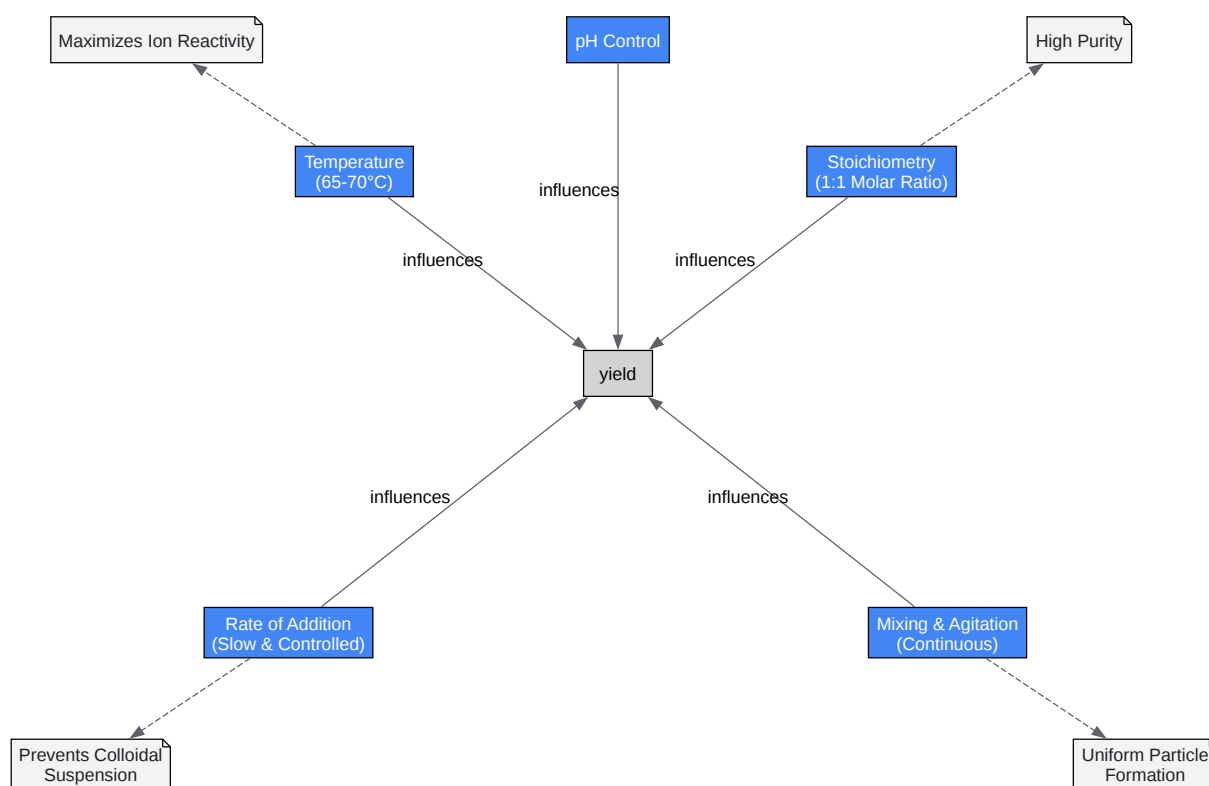 Maximizes Ion Reactivity
pH Control
High Purity
Temperature
(65-70°C)
Stoichiometry
(1:1 Molar Ratio)
influences
influences
influences
yield
influences
influences
Rate of Addition
(Slow & Controlled)
Mixing & Agitation
(Continuous)
Prevents Colloidal
Suspension
Uniform Particle
Formation